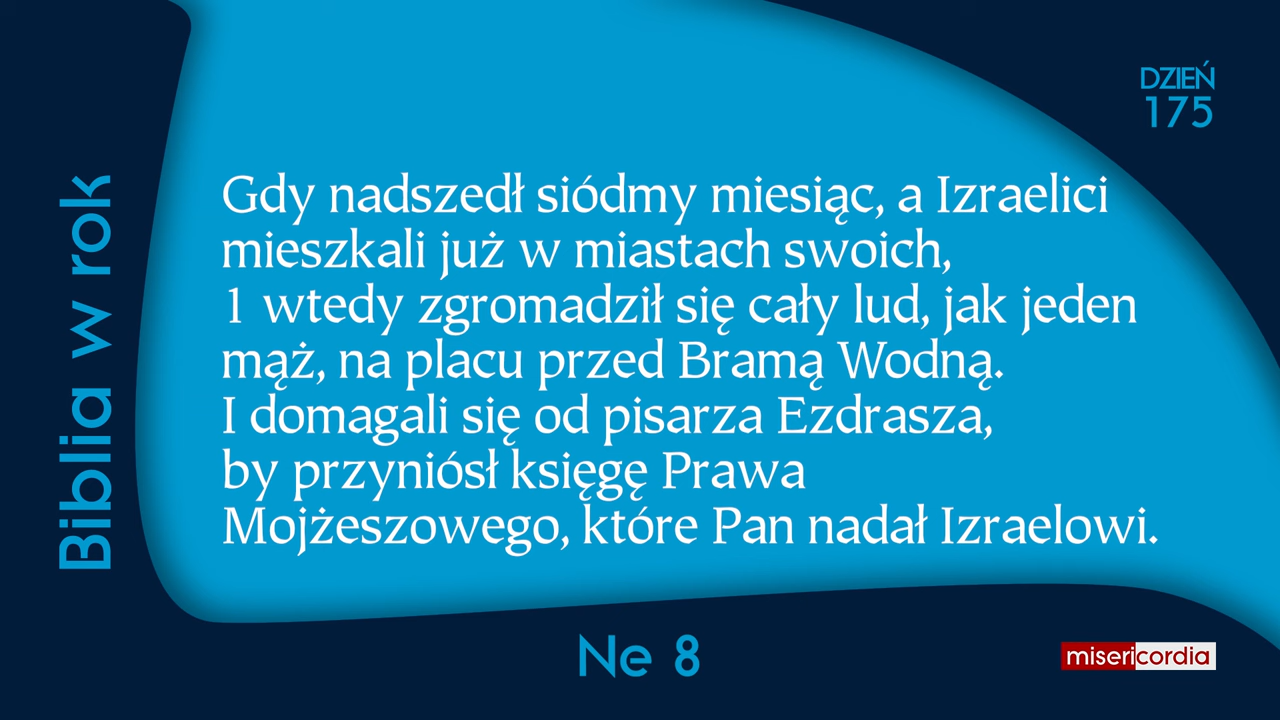 DZIEŃ
175
Biblia w rok
Gdy nadszedł siódmy miesiąc, a Izraelici
mieszkali już w miastach swoich,
1 wtedy zgromadził się cały lud, jak jeden
mąż, na placu przed Bramą Wodną.
I domagali się od pisarza Ezdrasza,
by przyniósł księgę Prawa
Mojżeszowego, które Pan nadał Izraelowi.
Ne 8
misericordia